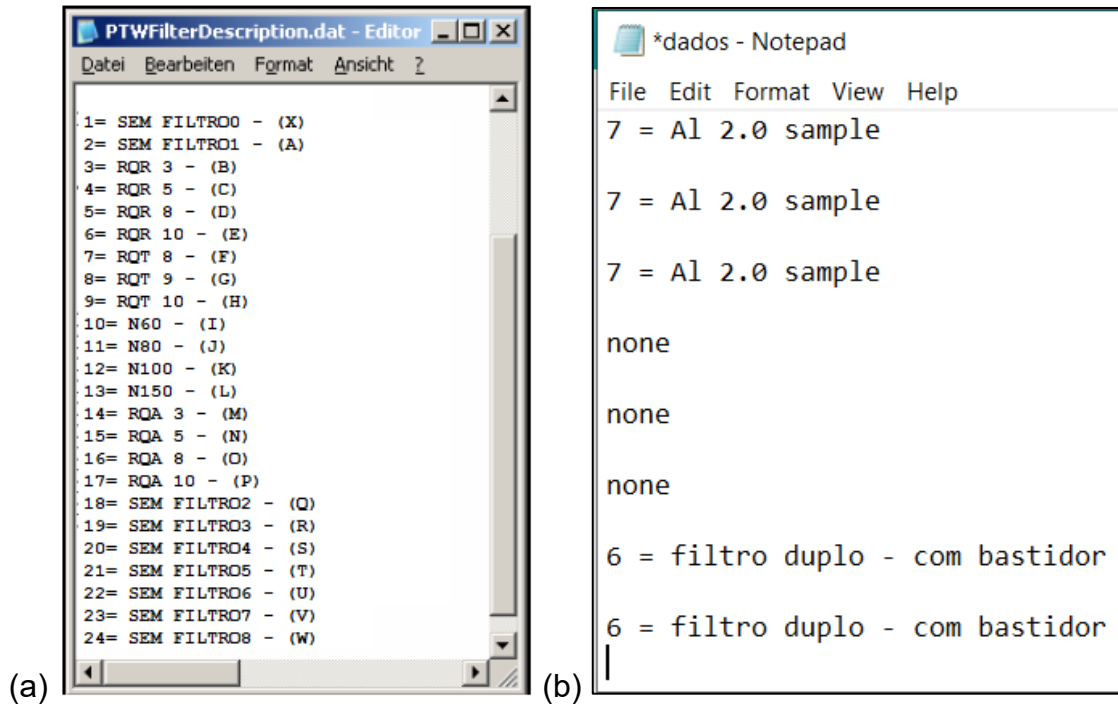 PTWFilterDescription.dat - Editor
Datei Bearbeiten Format Ansicht ?
1= SEM FILTRO0 - (X)
2= SEM FILTRO1 - (A)
3= RQR 3 - (B)
4= RQR 5 - (C)
5= RQR 8 - (D)
6= RQR 10 - (E)
7= RQT 8 - (F)
8= RQT 9 - (G)
9= RQT 10 - (H)
10= N60 - (I)
11= N80 - (J)
12= N100 - (K)
13= N150 - (L)
14= RQA 3 - (M)
15= RQA 5 - (N)
16= RQA 8 - (O)
17= RQA 10 - (P)
18= SEM FILTRO2 - (Q)
19= SEM FILTRO3 - (R)
20= SEM FILTRO4 - (S)
21= SEM FILTRO5 - (T)
22= SEM FILTRO6 - (U)
23= SEM FILTRO7 - (V)
24= SEM FILTRO8 - (W)
(a)
*dados - Notepad
File Edit Format View Help
7 = Al 2.0 sample
7 = Al 2.0 sample
7 = Al 2.0 sample
none
none
none
6 = filtro duplo - com bastidor
6 = filtro duplo - com bastidor
(b)